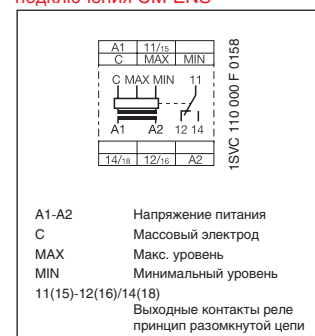 подключения CM-ENS
A1 11/15
C MAX MIN
C MAX MIN 11
A1 A2 12 14
14/18 12/16 A2
1SVC 110 000 F 0158
A1-A2 Напряжение питания
C Массовый электрод
MAX Макс. уровень
MIN Минимальный уровень
11(15)-12(16)/14(18)
Выходные контакты реле
принцип разомкнутой цепи